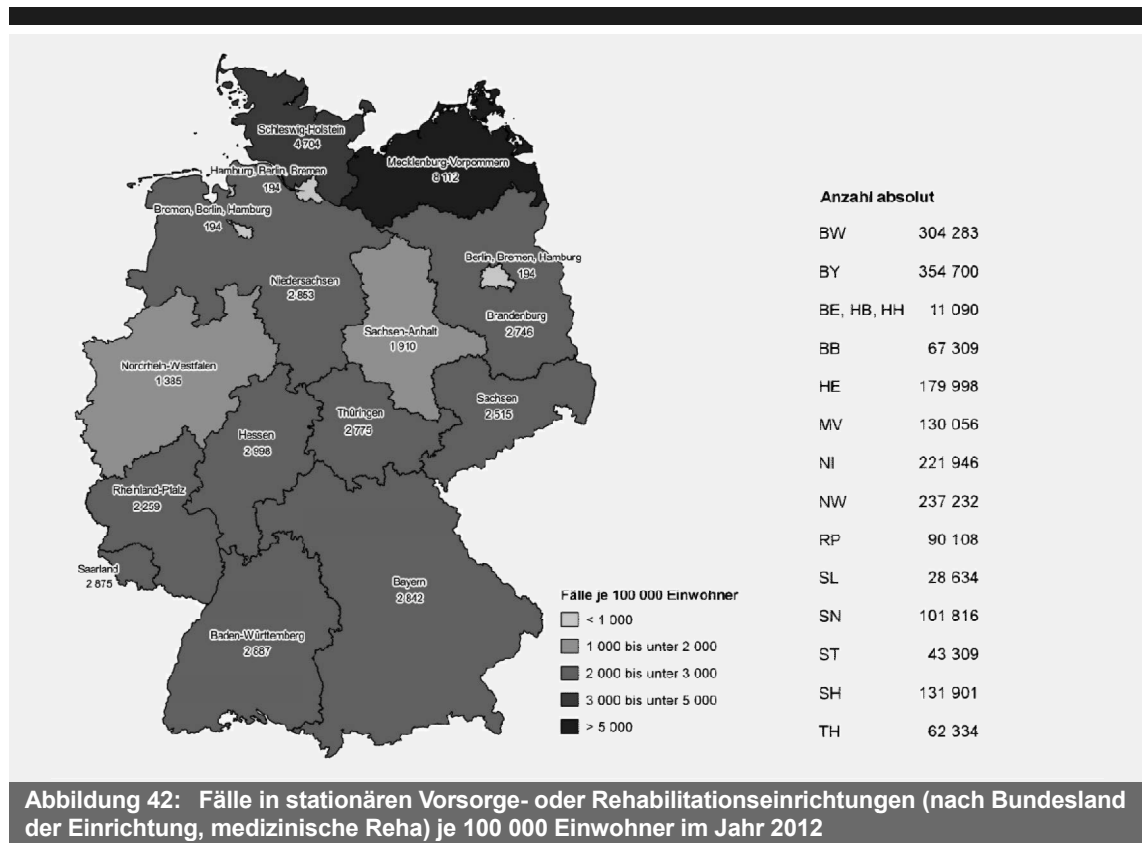 Schleswig-Holstein
4 704
Mecklenburg-Vorpommern
8 112
Hamburg, Berlin, Bremen
194
Bremen, Berlin, Hamburg
194
Berlin, Bremen, Hamburg
194
Niedersachsen
2 853
Brandenburg
2 746
Sachsen-Anhalt
1 910
Nordrhein-Westfalen
1 385
Sachsen
2 515
Thüringen
2 775
Hessen
2 998
Rheinland-Pfalz
2 259
Saarland
2 875
Bayern
2 842
Baden-Württemberg
2 887
Fälle je 100 000 Einwohner
< 1 000
1 000 bis unter 2 000
2 000 bis unter 3 000
3 000 bis unter 5 000
> 5 000
Anzahl absolut
BW 304 283
BY 354 700
BE, HB, HH 11 090
BB 67 309
HE 179 998
MV 130 056
NI 221 946
NW 237 232
RP 90 108
SL 28 634
SN 101 816
ST 43 309
SH 131 901
TH 62 334
Abbildung 42: Fälle in stationären Vorsorge- oder Rehabilitationseinrichtungen (nach Bundesland
der Einrichtung, medizinische Reha) je 100 000 Einwohner im Jahr 2012